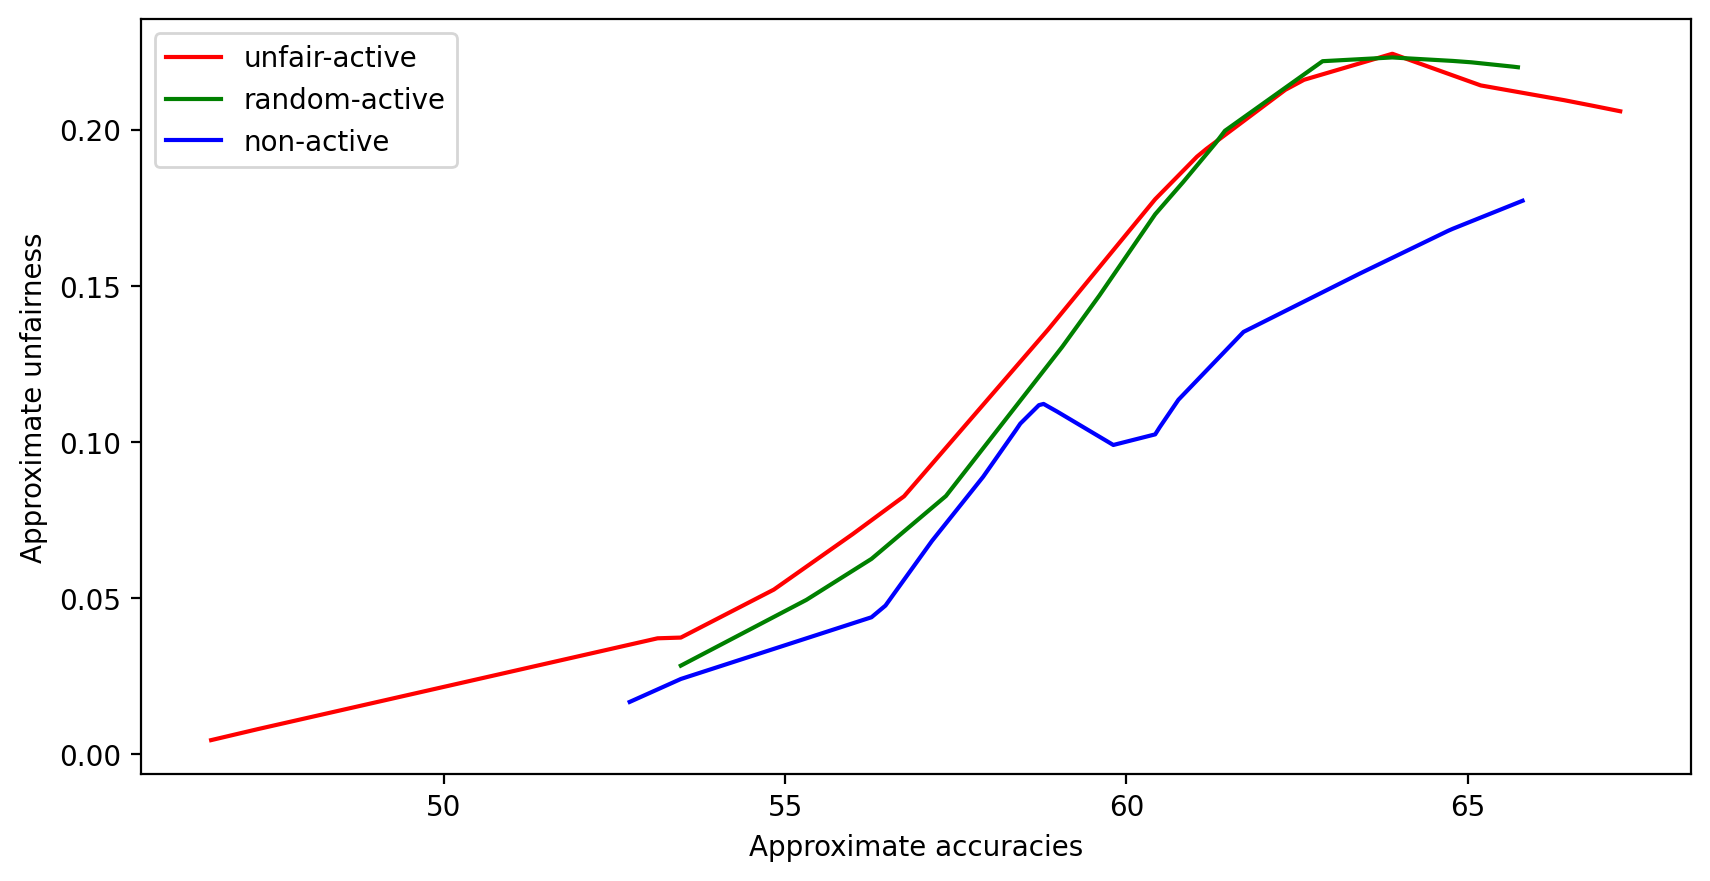 unfair-active
random-active
non-active
Approximate unfairness
0.20
0.15
0.10
0.05
0.00
50
55
60
65
Approximate accuracies